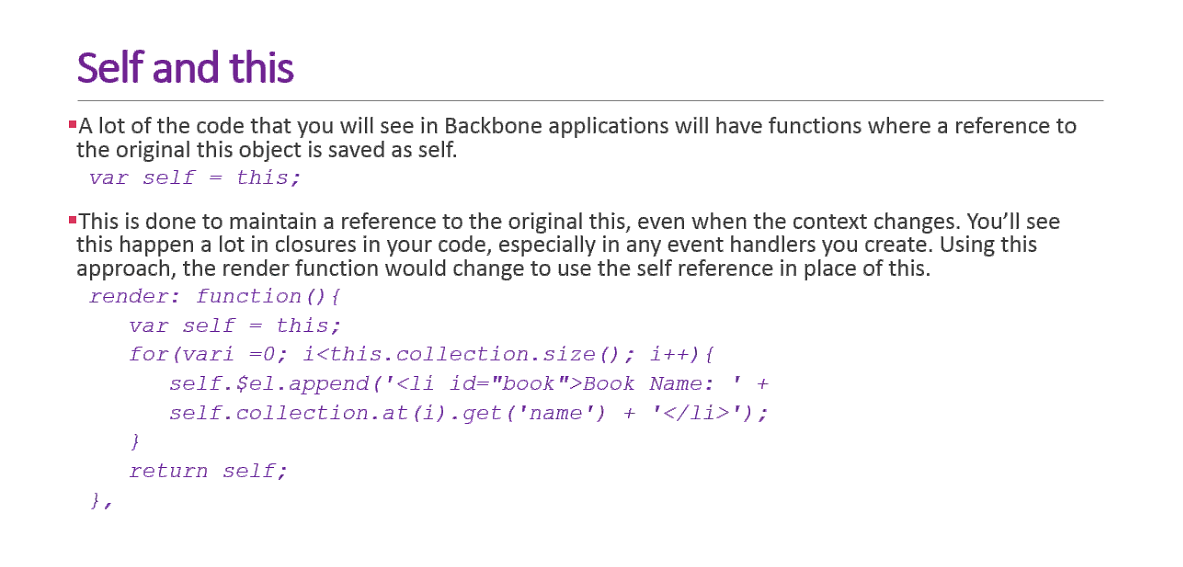 Self and this
▪A lot of the code that you will see in Backbone applications will have functions where a reference to
the original this object is saved as self.
var self = this;
▪This is done to maintain a reference to the original this, even when the context changes. You’ll see
this happen a lot in closures in your code, especially in any event handlers you create. Using this
approach, the render function would change to use the self reference in place of this.
render: function(){
var self = this;
for(vari =0; i<this.collection.size(); i++){
self.$el.append('<li id="book">Book Name: ' +
self.collection.at(i).get('name') + '</li>');
}
return self;
},